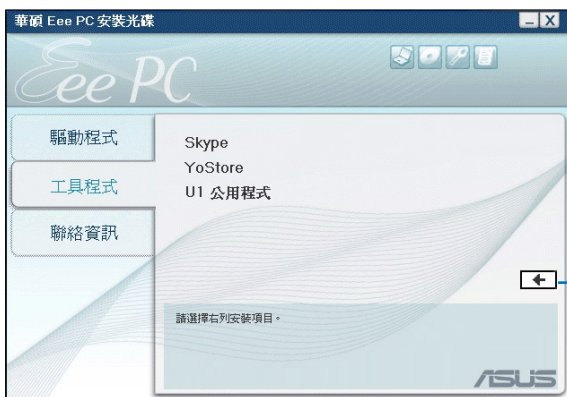 華碩 Eee PC 安裝光碟
Eee PC
驅動程式
工具程式
聯絡資訊
Skype
YoStore
U1 公用程式
請選擇右列安裝項目。
ASUS